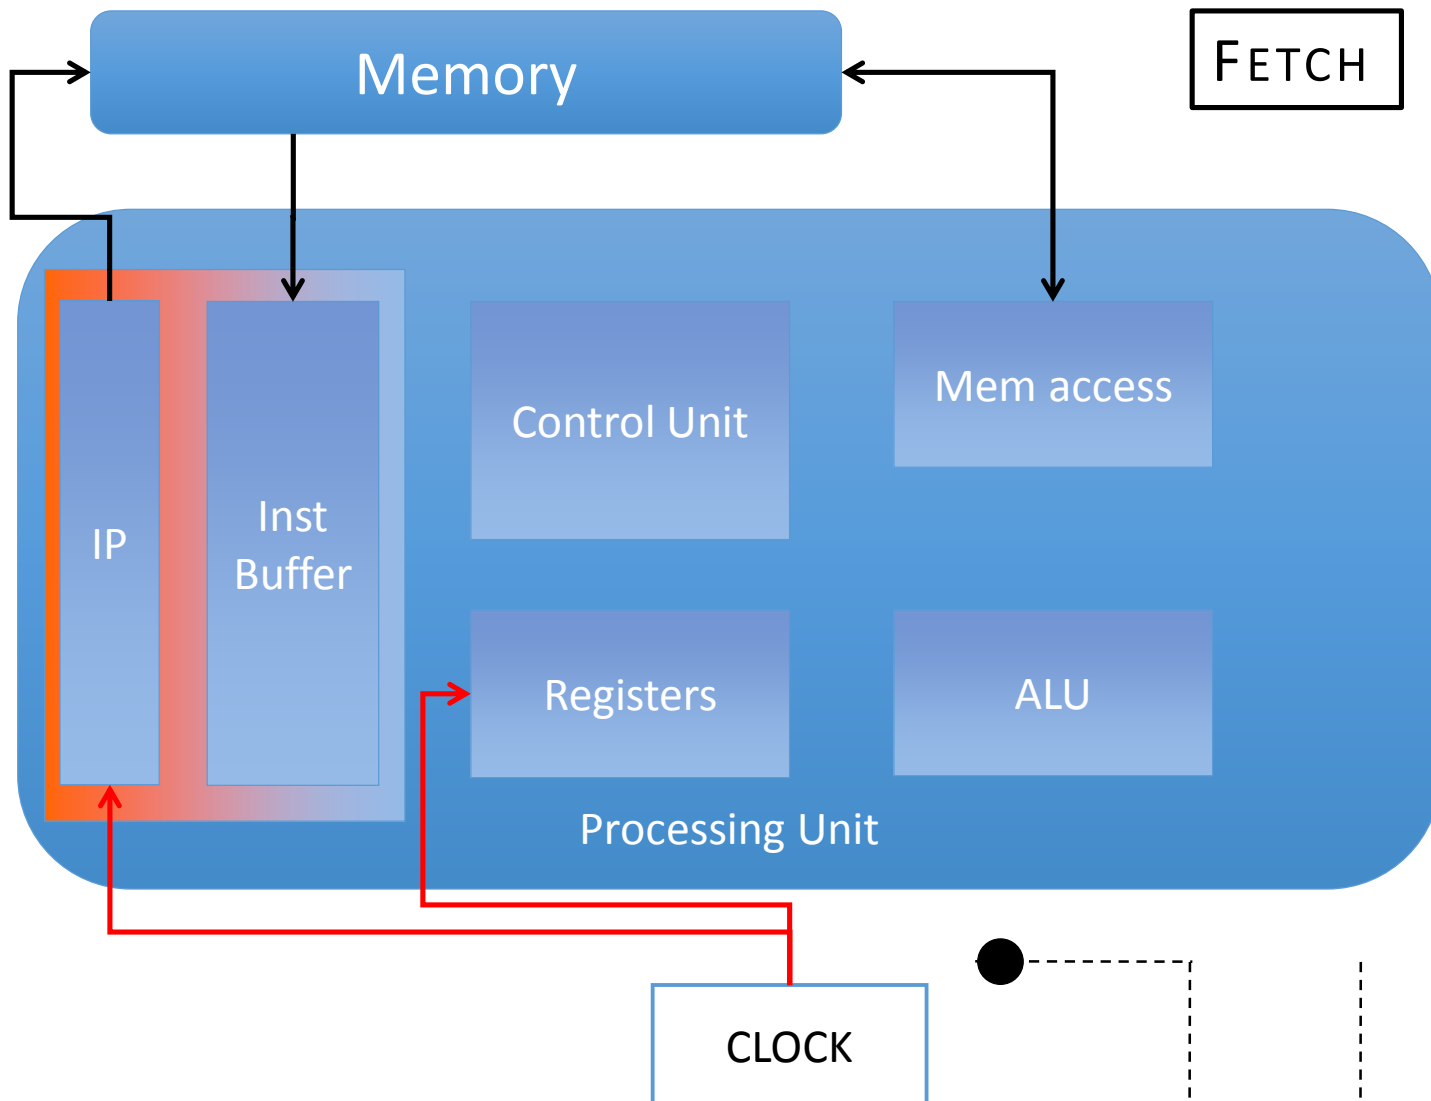 Memory
FETCH
Control Unit
Mem access
IP
Inst
Buffer
Registers
ALU
Processing Unit
CLOCK